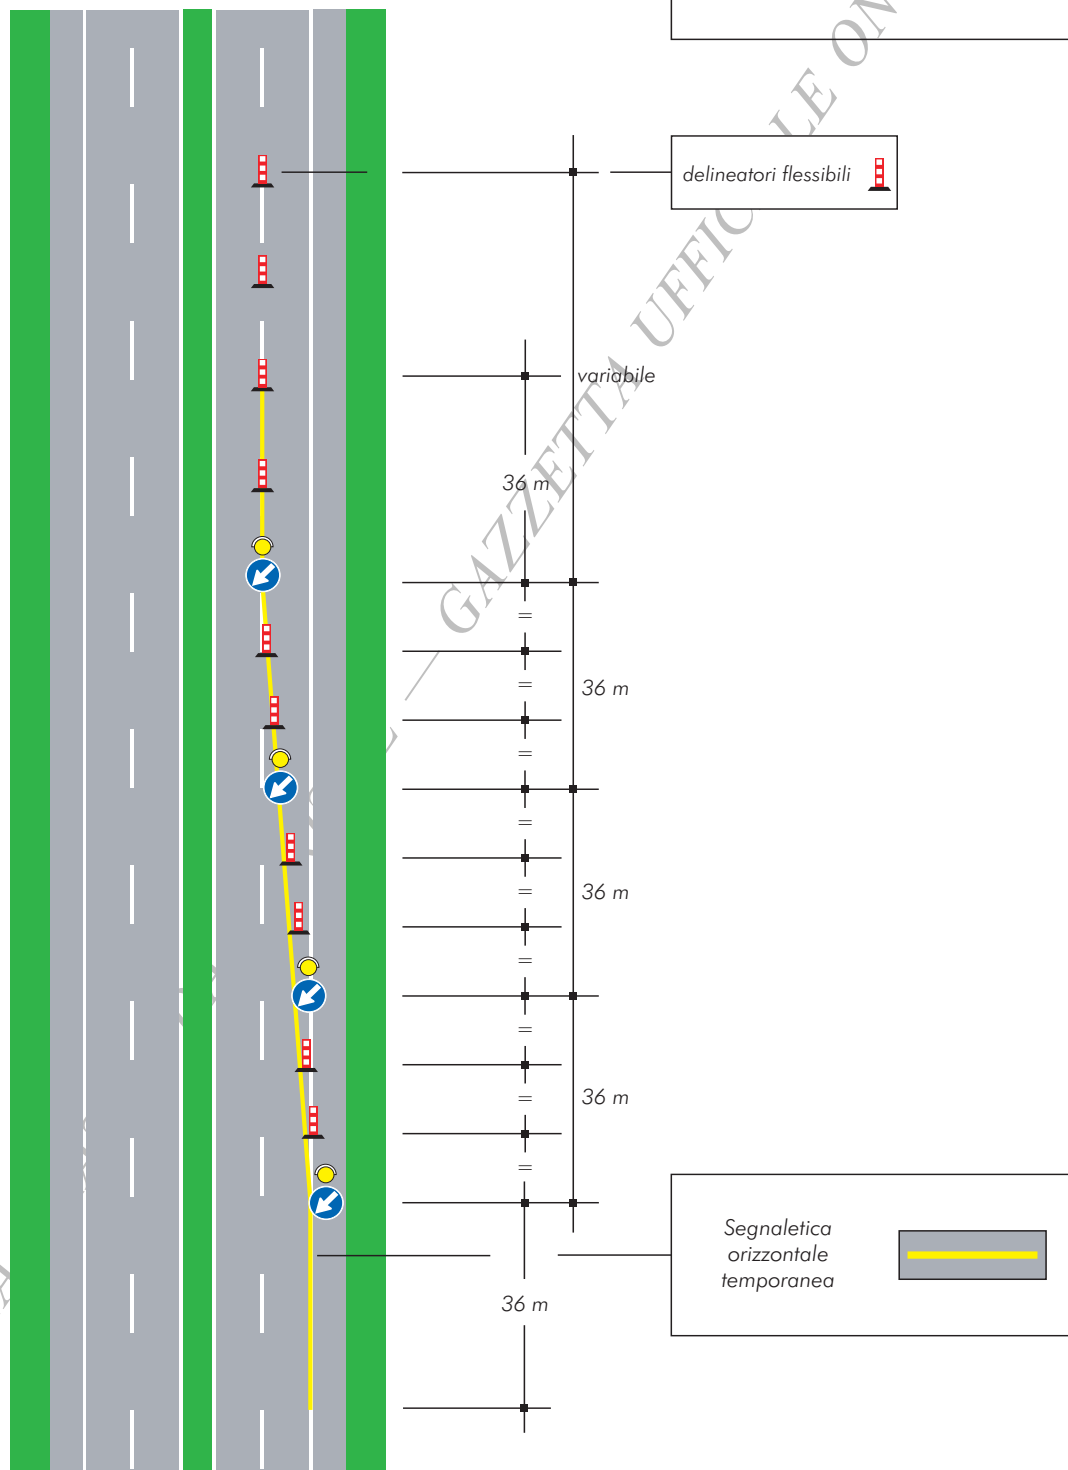 delineatori flessibili
variabile
36 m
=
=
36 m
=
=
36 m
=
=
36 m
=
=
=
Segnaletica
orizzontale
temporanea
36 m
GAZZETTA UFFICIALE ON